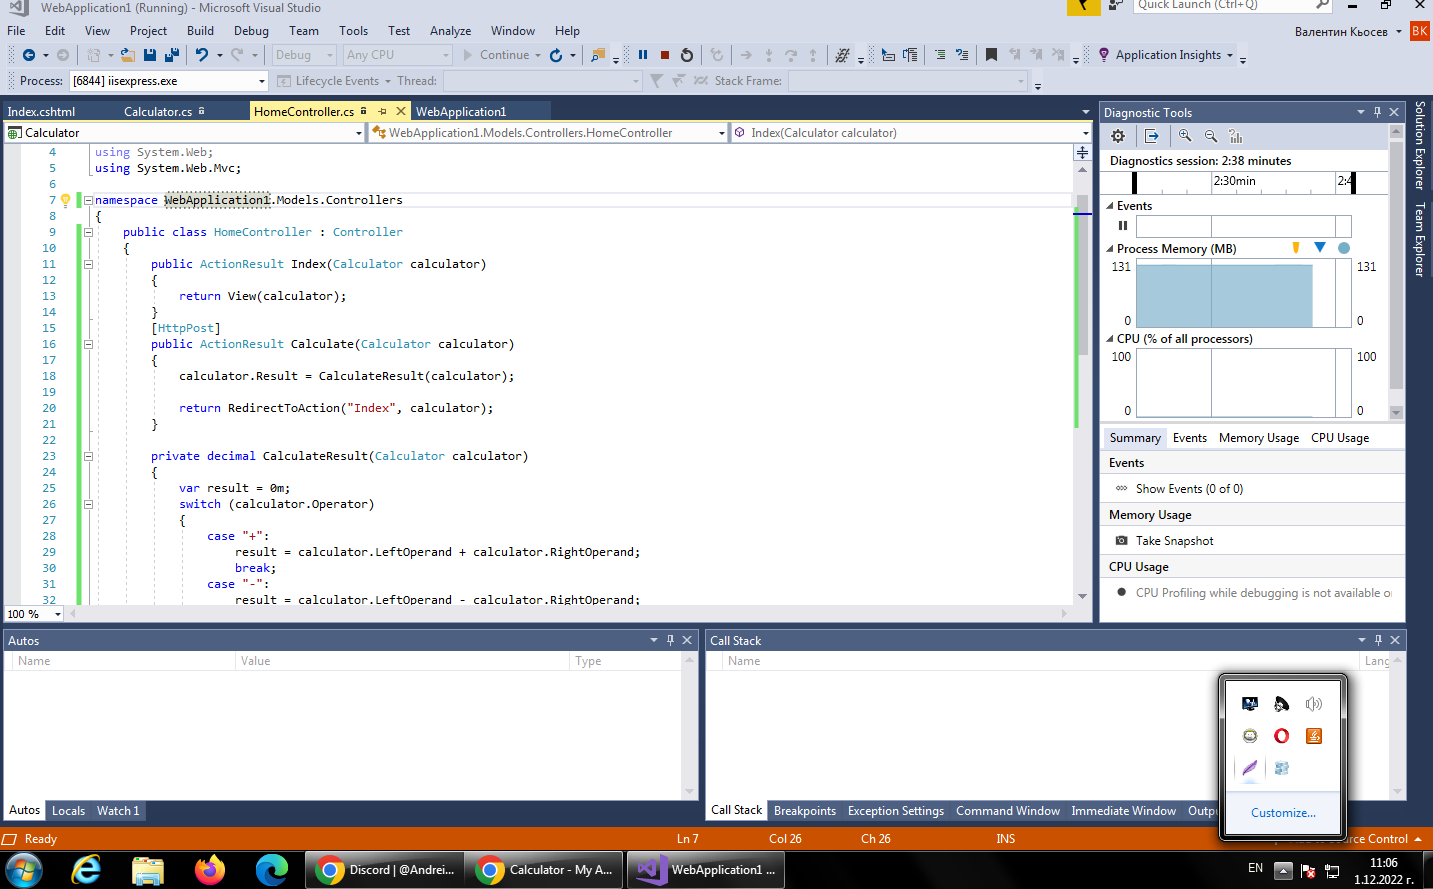 WebApplication1 (Running) - Microsoft Visual Studio
Quick Launch (Ctrl+Q)
File Edit View Project Build Debug Team Tools Test Analyze Window Help
Валентин Кьосев
BK
Debug Any CPU Continue Application Insights
Process: [6844] iisexpress.exe Lifecycle Events Thread: Stack Frame:
Index.cshtml Calculator.cs HomeController.cs WebApplication1
Calculator WebApplication1.Models.Controllers.HomeController Index(Calculator calculator)
4 using System.Web;
5 using System.Web.Mvc;
6
7 namespace WebApplication1.Models.Controllers
8 {
9 public class HomeController : Controller
10 {
11 public ActionResult Index(Calculator calculator)
12 {
13 return View(calculator);
14 }
15 [HttpPost]
16 public ActionResult Calculate(Calculator calculator)
17 {
18 calculator.Result = CalculateResult(calculator);
19
20 return RedirectToAction("Index", calculator);
21 }
22
23 private decimal CalculateResult(Calculator calculator)
24 {
25 var result = 0m;
26 switch (calculator.Operator)
27 {
28 case "+":
29 result = calculator.LeftOperand + calculator.RightOperand;
30 break;
31 case "-":
32 result = calculator.LeftOperand - calculator.RightOperand;
100 %
Diagnostic Tools
Diagnostics session: 2:38 minutes
2:30min 2:4
Events
Process Memory (MB)
131 131
0 0
CPU (% of all processors)
100 100
0 0
Summary Events Memory Usage CPU Usage
Events
Show Events (0 of 0)
Memory Usage
Take Snapshot
CPU Usage
CPU Profiling while debugging is not available o
Solution Explorer
Team Explorer
Autos
Name Value Type
Autos Locals Watch 1
Call Stack
Name Lang
Call Stack Breakpoints Exception Settings Command Window Immediate Window Outpu
Customize...
Ready Ln 7 Col 26 Ch 26 INS Source Control
Discord | @Andrei... Calculator - My A... WebApplication1 ...
EN
11:06
1.12.2022 г.